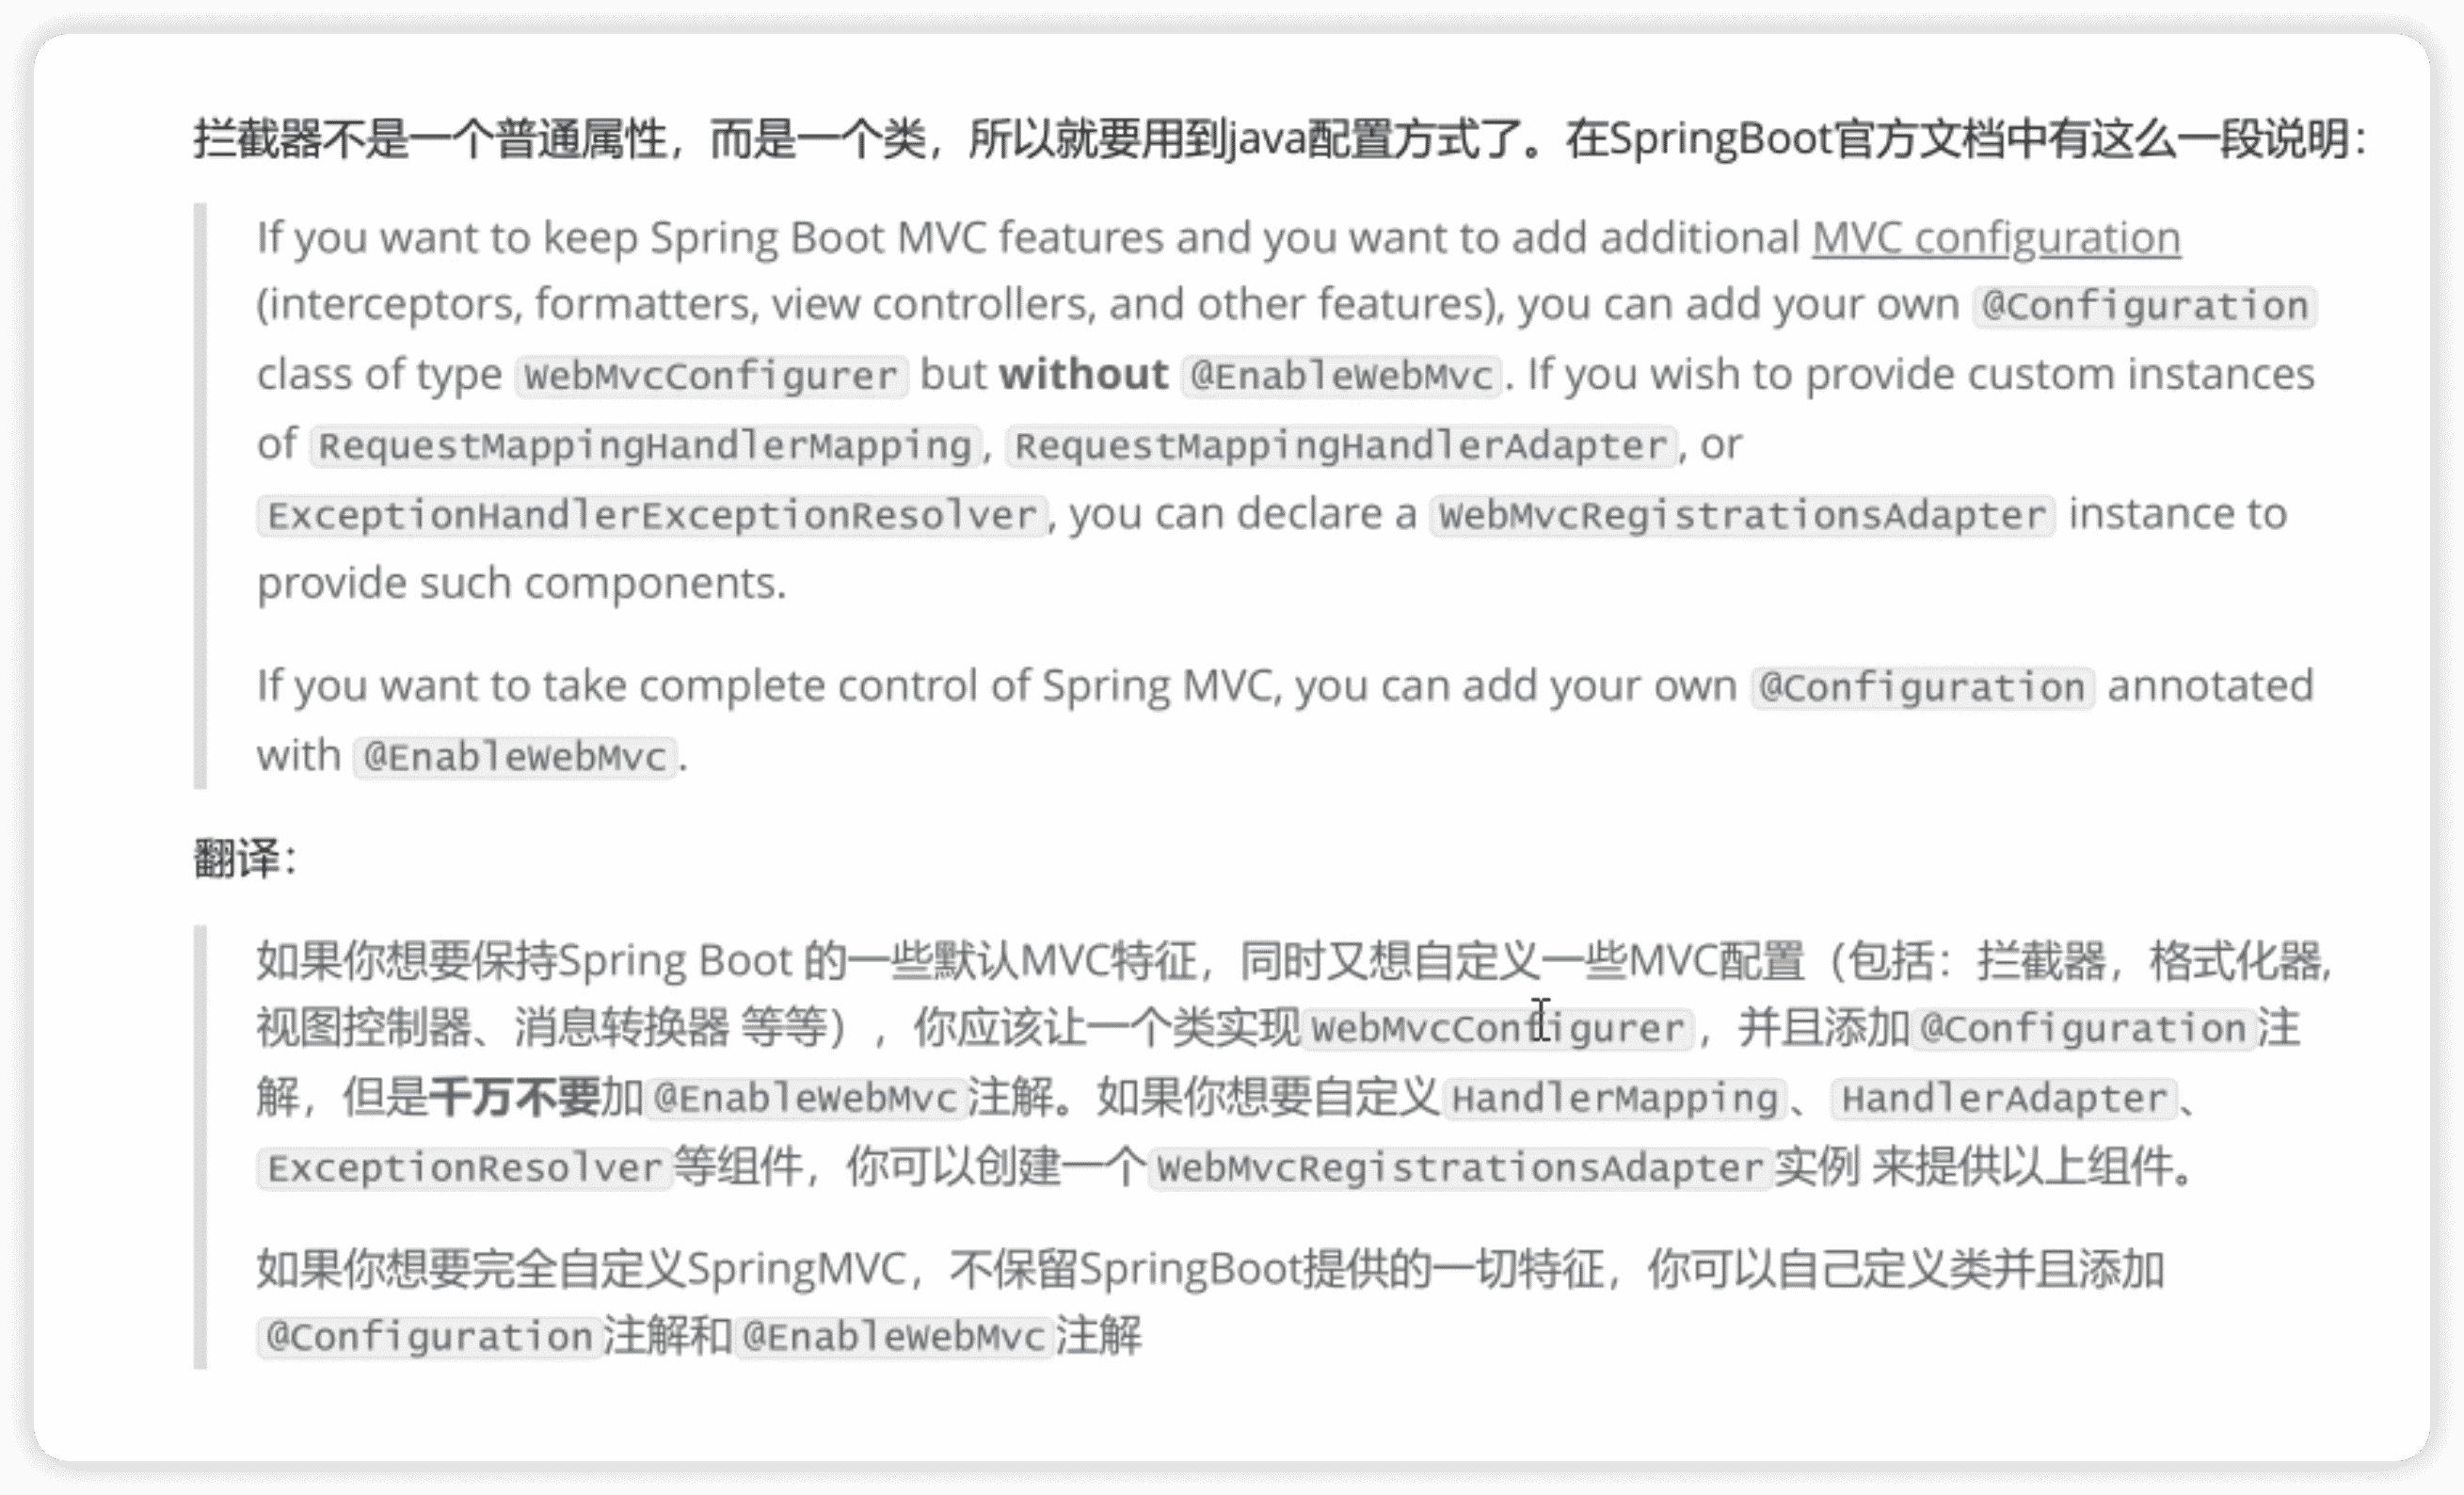 拦截器不是一个普通属性，而是一个类，所以就要用到java配置方式了。在SpringBoot官方文档中有这么一段说明：
If you want to keep Spring Boot MVC features and you want to add additional MVC configuration
(interceptors, formatters, view controllers, and other features), you can add your own @Configuration
class of type WebMvcConfigurer but without @EnableWebMvc. If you wish to provide custom instances
of RequestMappingHandlerMapping, RequestMappingHandlerAdapter, or
ExceptionHandlerExceptionResolver, you can declare a WebMvcRegistrationsAdapter instance to
provide such components.
If you want to take complete control of Spring MVC, you can add your own @Configuration annotated
with @EnableWebMvc.
翻译：
如果你想要保持Spring Boot 的一些默认MVC特征，同时又想自定义一些MVC配置（包括：拦截器，格式化器,
视图控制器、消息转换器 等等），你应该让一个类实现WebMvcConfigurer，并且添加@Configuration注
解，但是千万不要加@EnableWebMvc注解。如果你想要自定义HandlerMapping、HandlerAdapter、
ExceptionResolver等组件，你可以创建一个WebMvcRegistrationsAdapter实例 来提供以上组件。
如果你想要完全自定义SpringMVC，不保留SpringBoot提供的一切特征，你可以自己定义类并且添加
@Configuration注解和@EnableWebMvc注解